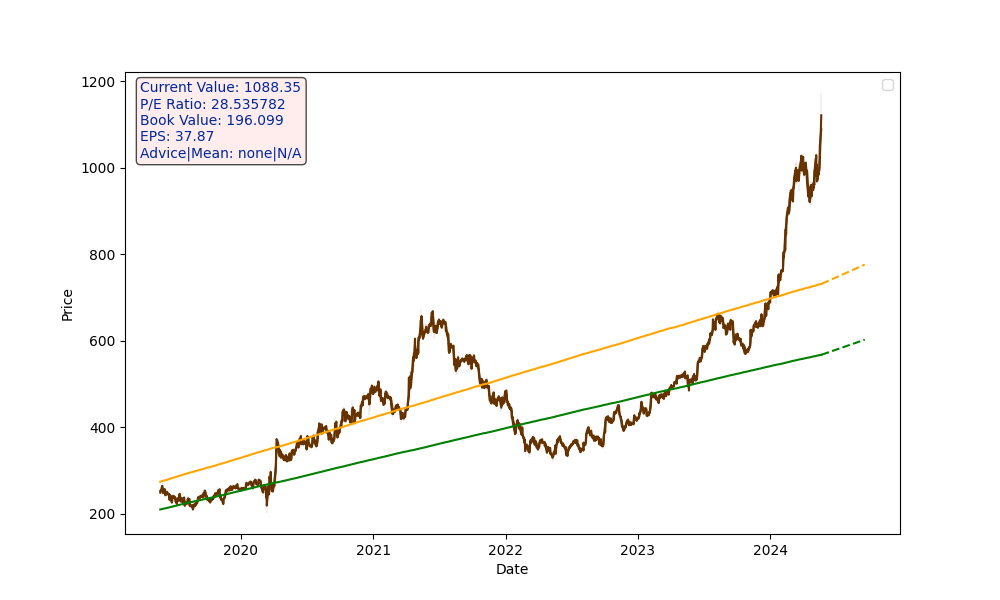 Current Value: 1088.35
P/E Ratio: 28.535782
Book Value: 196.099
EPS: 37.87
Advice|Mean: none|N/A
1200
1000
800
600
400
200
Price
2020 2021 2022 2023 2024
Date